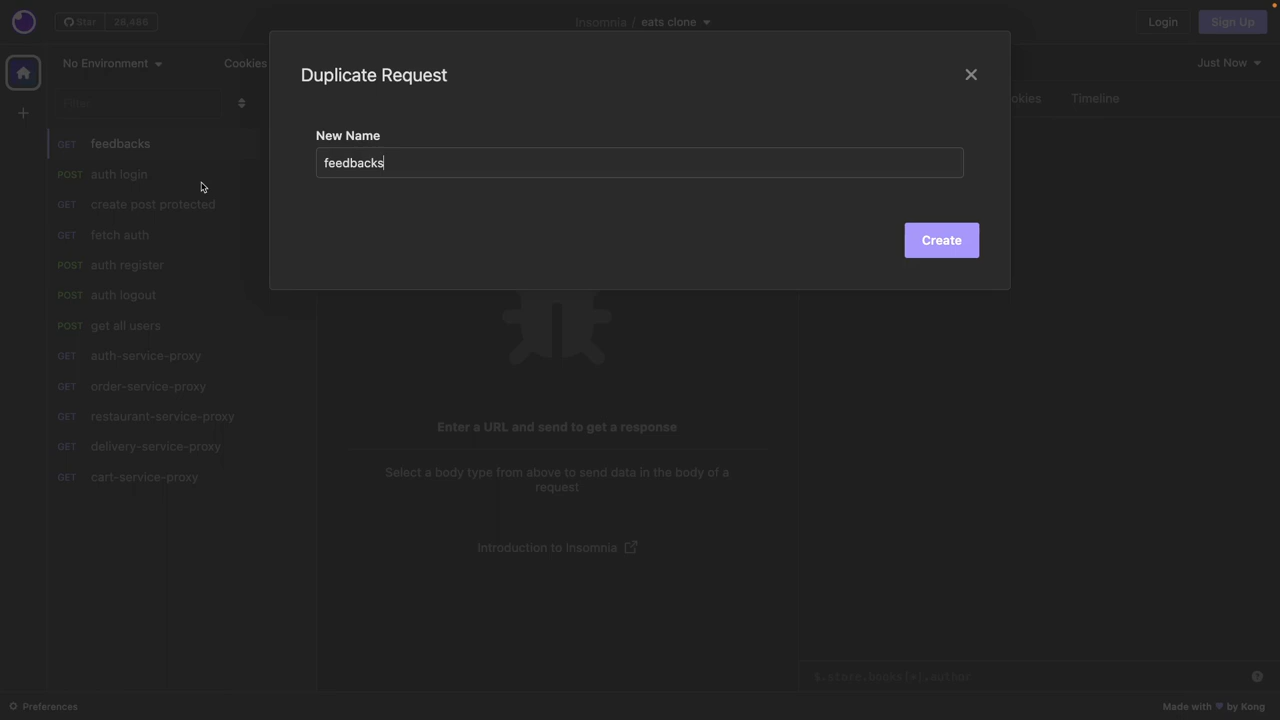 Star 28,466
Insomnia / eats clone
Login
Sign Up
No Environment
Cookies
Just Now
Duplicate Request
Filter
okies
Timeline
New Name
feedbacks
Create
GET feedbacks
POST auth login
GET create post protected
GET fetch auth
POST auth register
POST auth logout
POST get all users
GET auth-service-proxy
GET order-service-proxy
GET restaurant-service-proxy
GET delivery-service-proxy
GET cart-service-proxy
Enter a URL and send to get a response
Select a body type from above to send data in the body of a
request
Introduction to Insomnia
$.store.books[*].author
Preferences
Made with by Kong